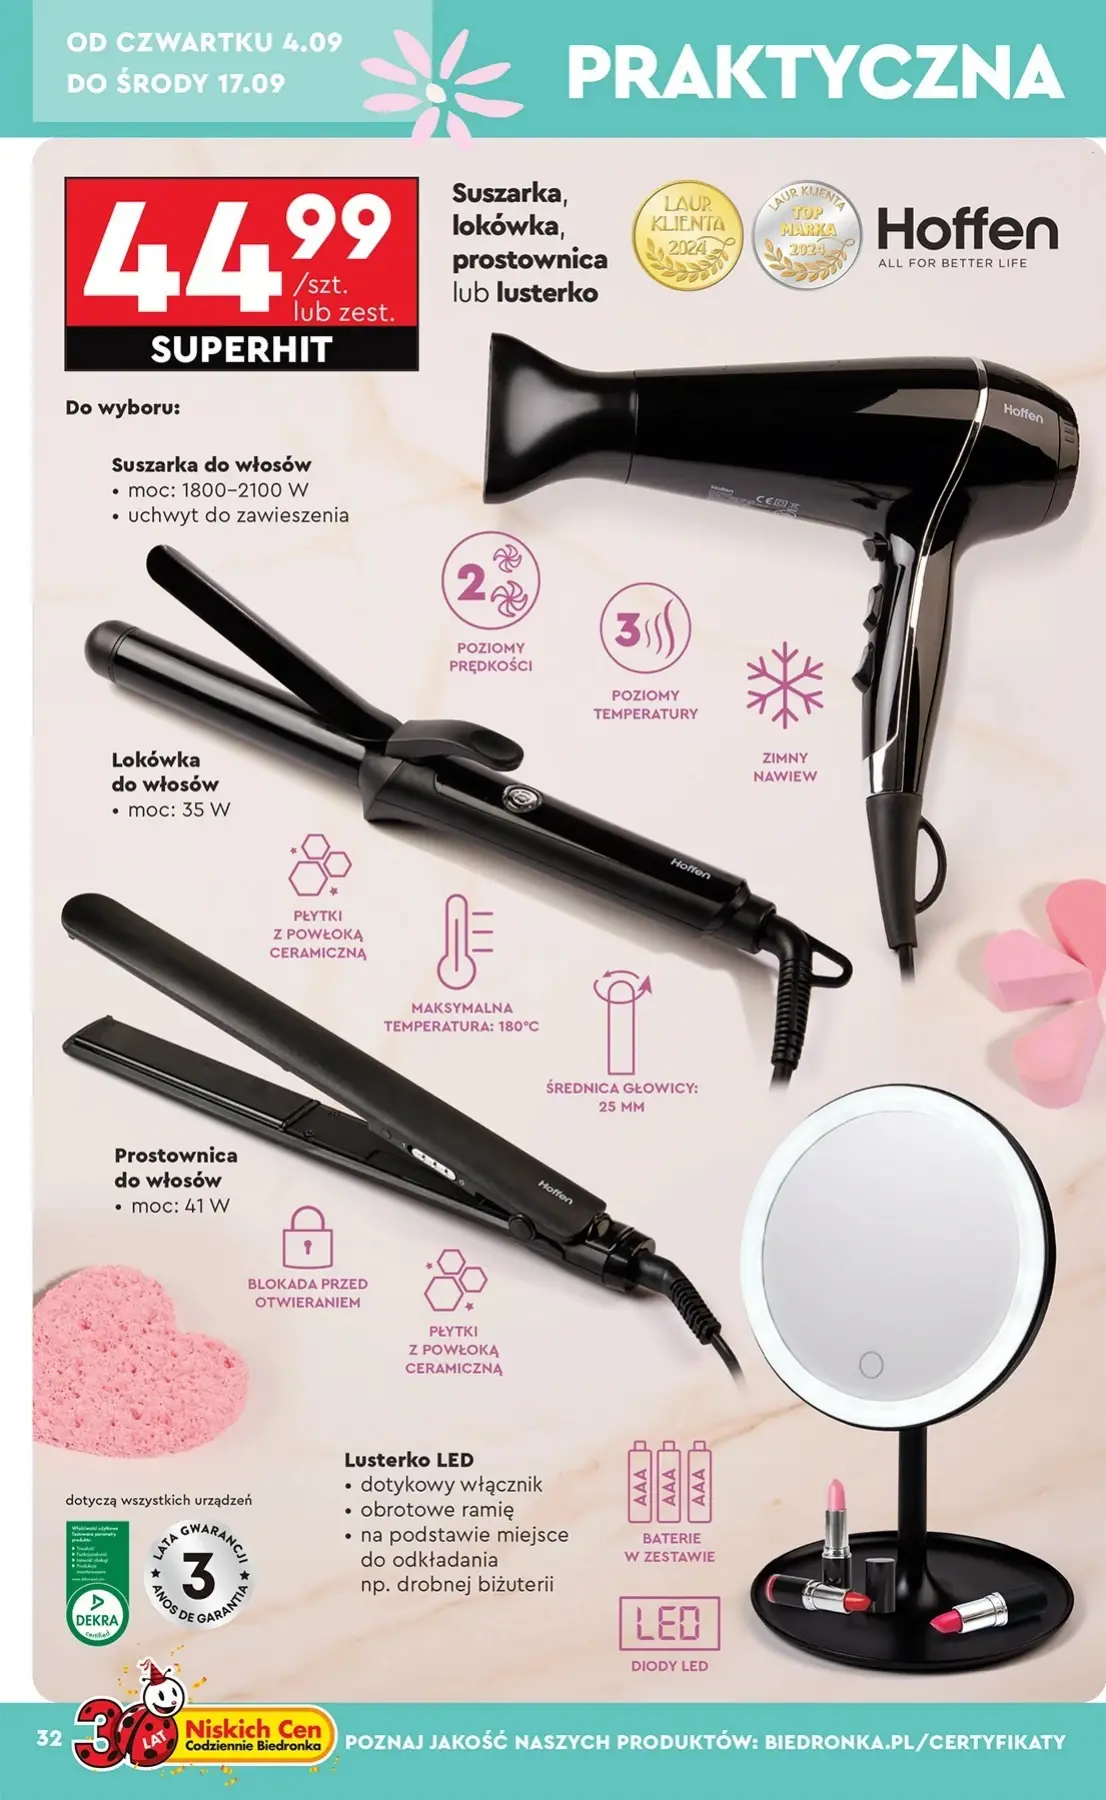 OD CZWARTKU 4.09
DO ŚRODY 17.09
PRAKTYCZNA
44 99
/szt.
lub zest.
SUPERHIT
Suszarka,
lokówka,
prostownica
lub lusterko
LAUR
KLIENTA
2024
LAUR KLIENTA
TOP
MARKA
2024
Hoffen
ALL FOR BETTER LIFE
Do wyboru:
Suszarka do włosów
• moc: 1800–2100 W
• uchwyt do zawieszenia
Hoffen
Hoffen
CE
2
POZIOMY
PRĘDKOŚCI
3
POZIOMY
TEMPERATURY
ZIMNY
NAWIEW
Lokówka
do włosów
• moc: 35 W
Hoffen
PŁYTKI
Z POWŁOKĄ
CERAMICZNĄ
MAKSYMALNA
TEMPERATURA: 180°C
ŚREDNICA GŁOWICY:
25 MM
Prostownica
do włosów
• moc: 41 W
Hoffen
BLOKADA PRZED
OTWIERANIEM
PŁYTKI
Z POWŁOKĄ
CERAMICZNĄ
Lusterko LED
• dotykowy włącznik
• obrotowe ramię
• na podstawie miejsce
do odkładania
np. drobnej biżuterii
AAA AAA AAA
BATERIE
W ZESTAWIE
LED
DIODY LED
dotyczą wszystkich urządzeń
DEKRA
certified
LATA GWARANCJI
3
AÑOS DE GARANTÍA
32
30
LAT
Niskich Cen
Codziennie Biedronka
POZNAJ JAKOŚĆ NASZYCH PRODUKTÓW: BIEDRONKA.PL/CERTYFIKATY